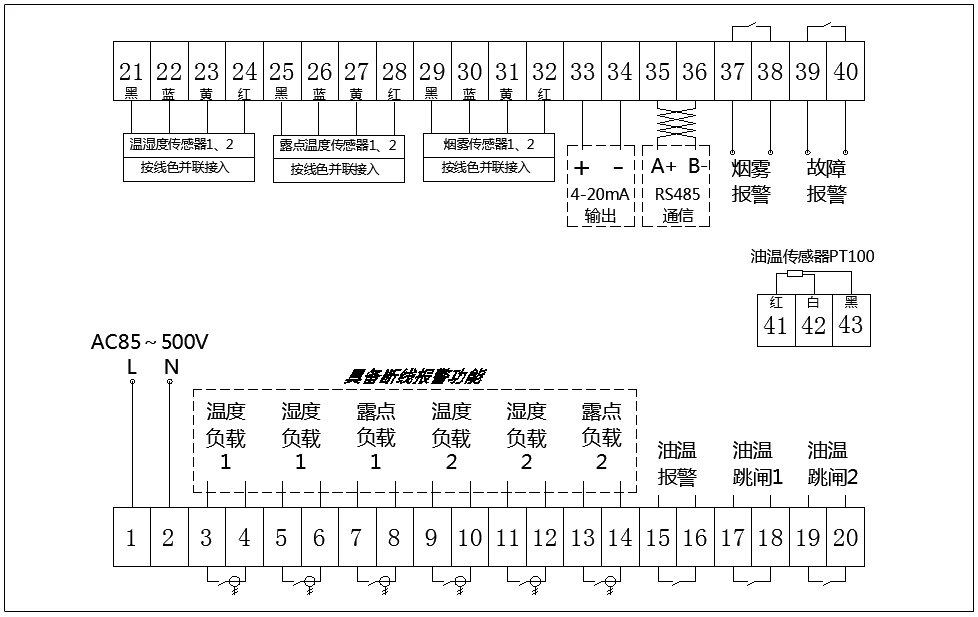 21 22 23 24 25 26 27 28 29 30 31 32 33 34 35 36 37 38 39 40
黑 蓝 黄 红 黑 蓝 黄 红 黑 蓝 黄 红
温湿度传感器1、2
按线色并联接入
露点温度传感器1、2
按线色并联接入
烟雾传感器1、2
按线色并联接入
+ -
4-20mA
输出
A+ B-
RS485
通信
烟雾
报警
故障
报警
油温传感器PT100
红 白 黑
41 42 43
AC85～500V
L N
具备断线报警功能
温度
负载
1
湿度
负载
1
露点
负载
1
温度
负载
2
湿度
负载
2
露点
负载
2
油温
报警
油温
跳闸1
油温
跳闸2
1 2 3 4 5 6 7 8 9 10 11 12 13 14 15 16 17 18 19 20